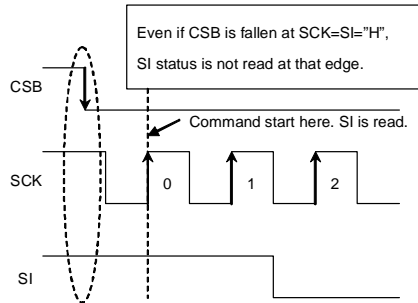 Even if CSB is fallen at SCK=SI="H",
SI status is not read at that edge.
CSB
Command start here. SI is read.
SCK
0
1
2
SI